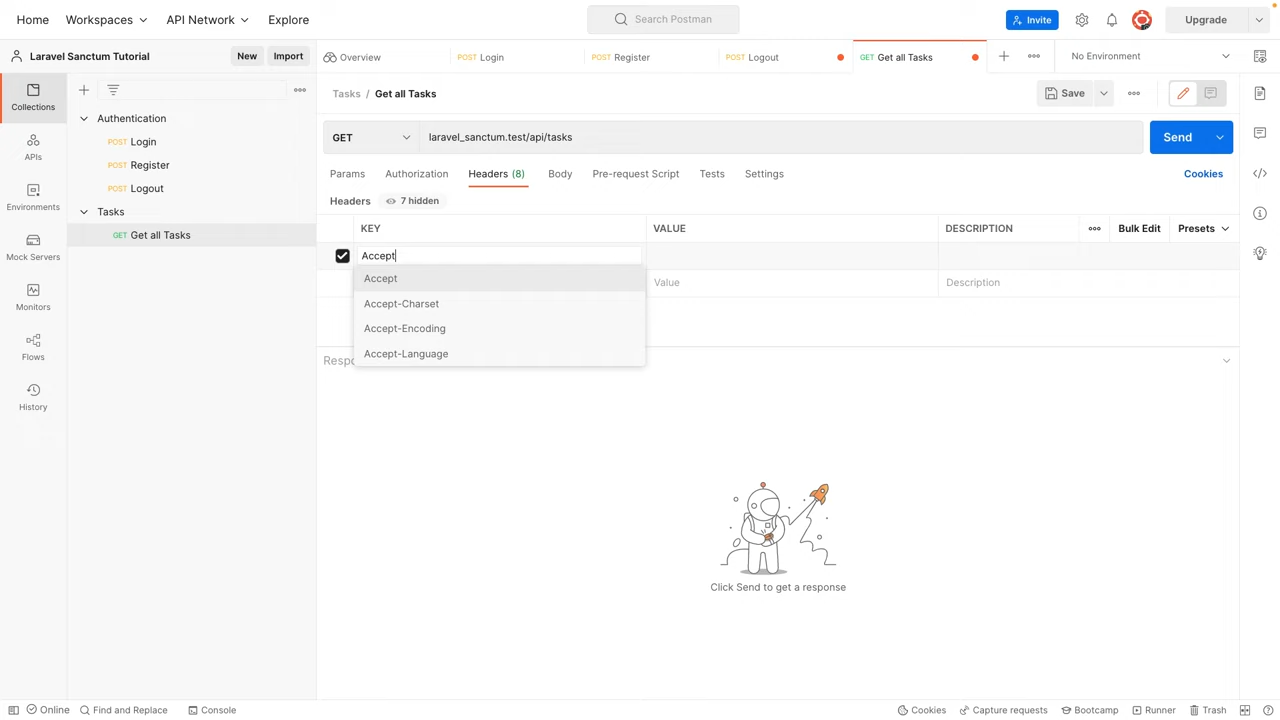 Home Workspaces API Network Explore Search Postman Invite Upgrade
Laravel Sanctum Tutorial New Import Overview POST Login POST Register POST Logout GET Get all Tasks No Environment
Collections
APIs
Environments
Mock Servers
Monitors
Flows
History
Authentication
POST Login
POST Register
POST Logout
Tasks
GET Get all Tasks
Tasks / Get all Tasks Save
GET laravel_sanctum.test/api/tasks Send
Params Authorization Headers (8) Body Pre-request Script Tests Settings Cookies
Headers 7 hidden
KEY VALUE DESCRIPTION Bulk Edit Presets
Accept
Accept
Value Description
Accept-Charset
Accept-Encoding
Accept-Language
Respo
Click Send to get a response
Online Find and Replace Console Cookies Capture requests Bootcamp Runner Trash